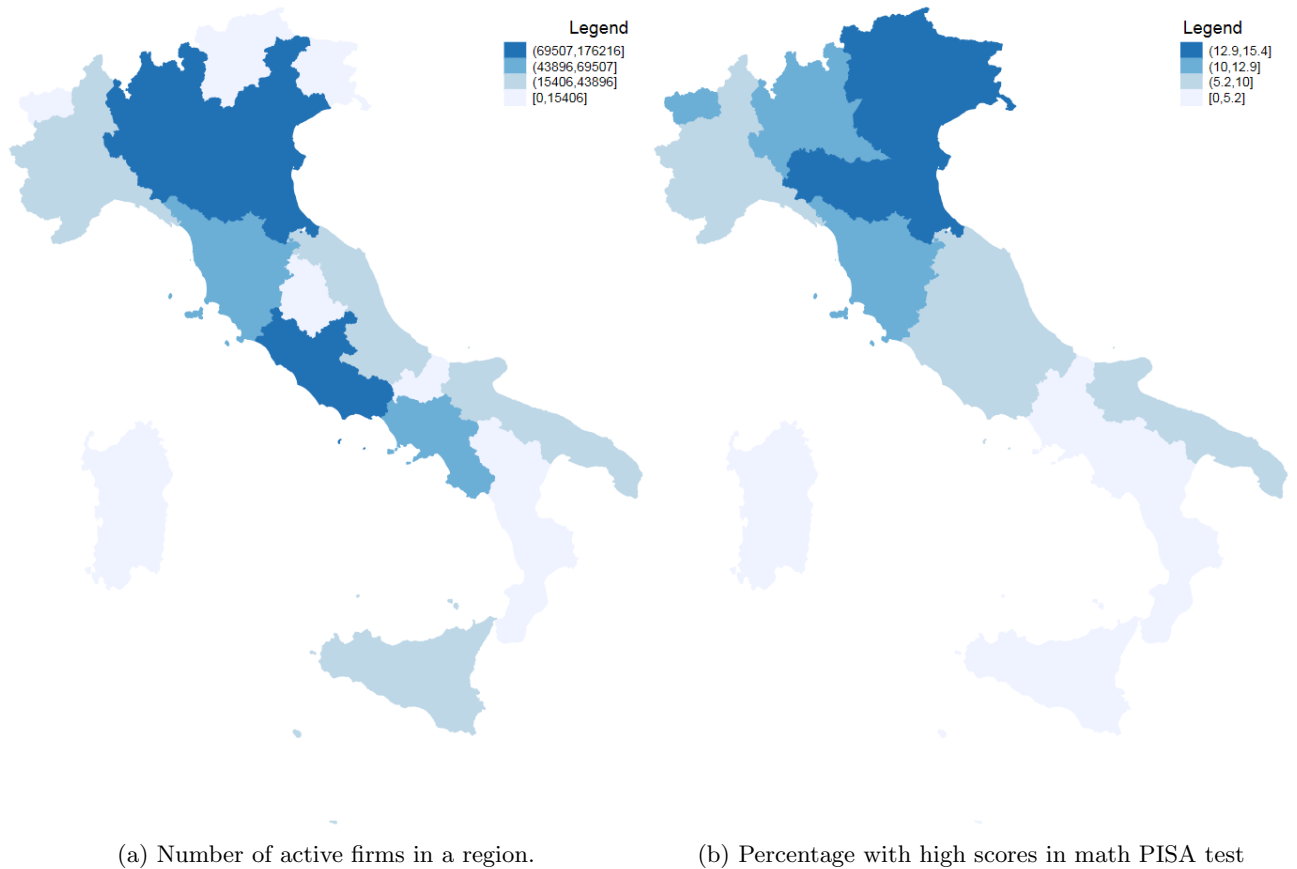 Legend
(69507,176216]
(43896,69507]
(15406,43896]
[0,15406]
Legend
(12.9,15.4]
(10,12.9]
(5.2,10]
[0,5.2]
(a) Number of active firms in a region.
(b) Percentage with high scores in math PISA test